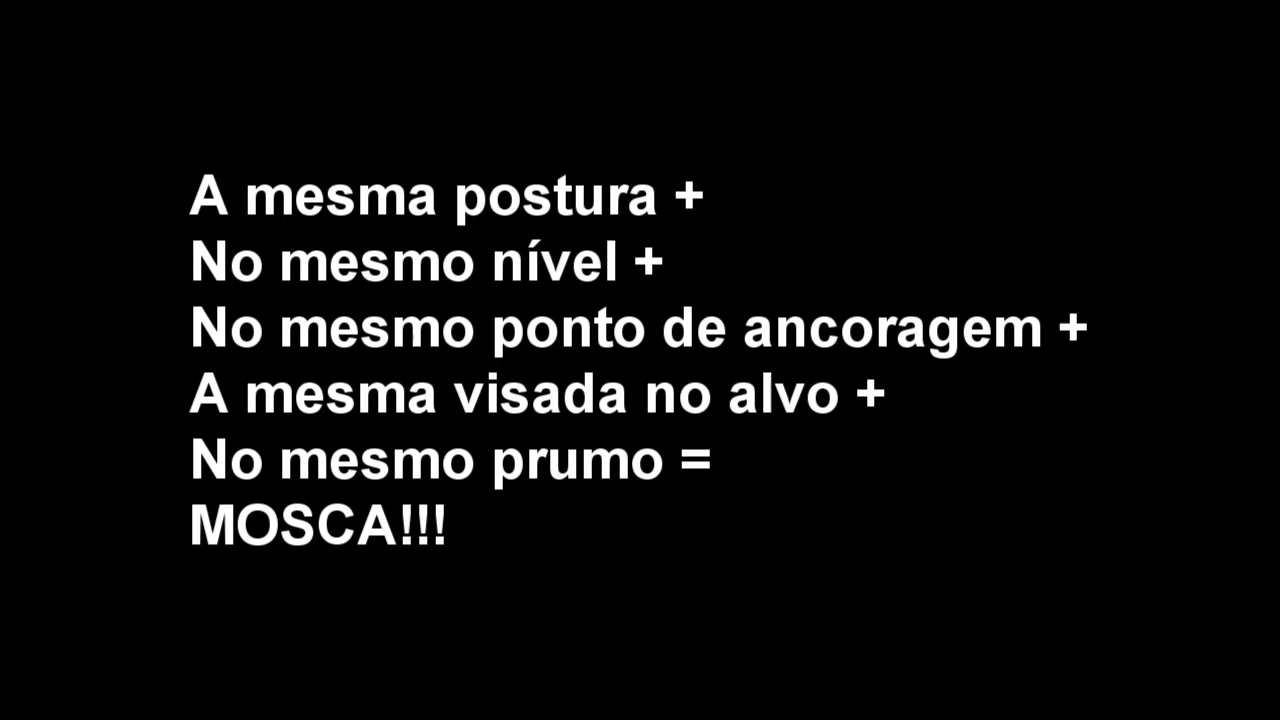 A mesma postura +
No mesmo nível +
No mesmo ponto de ancoragem +
A mesma visada no alvo +
No mesmo prumo =
MOSCA!!!